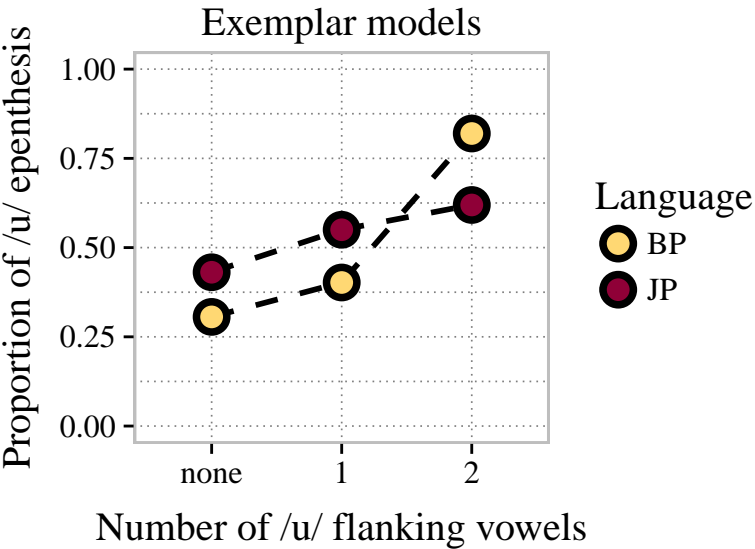 Exemplar models
Proportion of /u/ epenthesis
1.00
0.75
0.50
0.25
0.00
none 1 2
Number of /u/ flanking vowels
Language
BP
JP